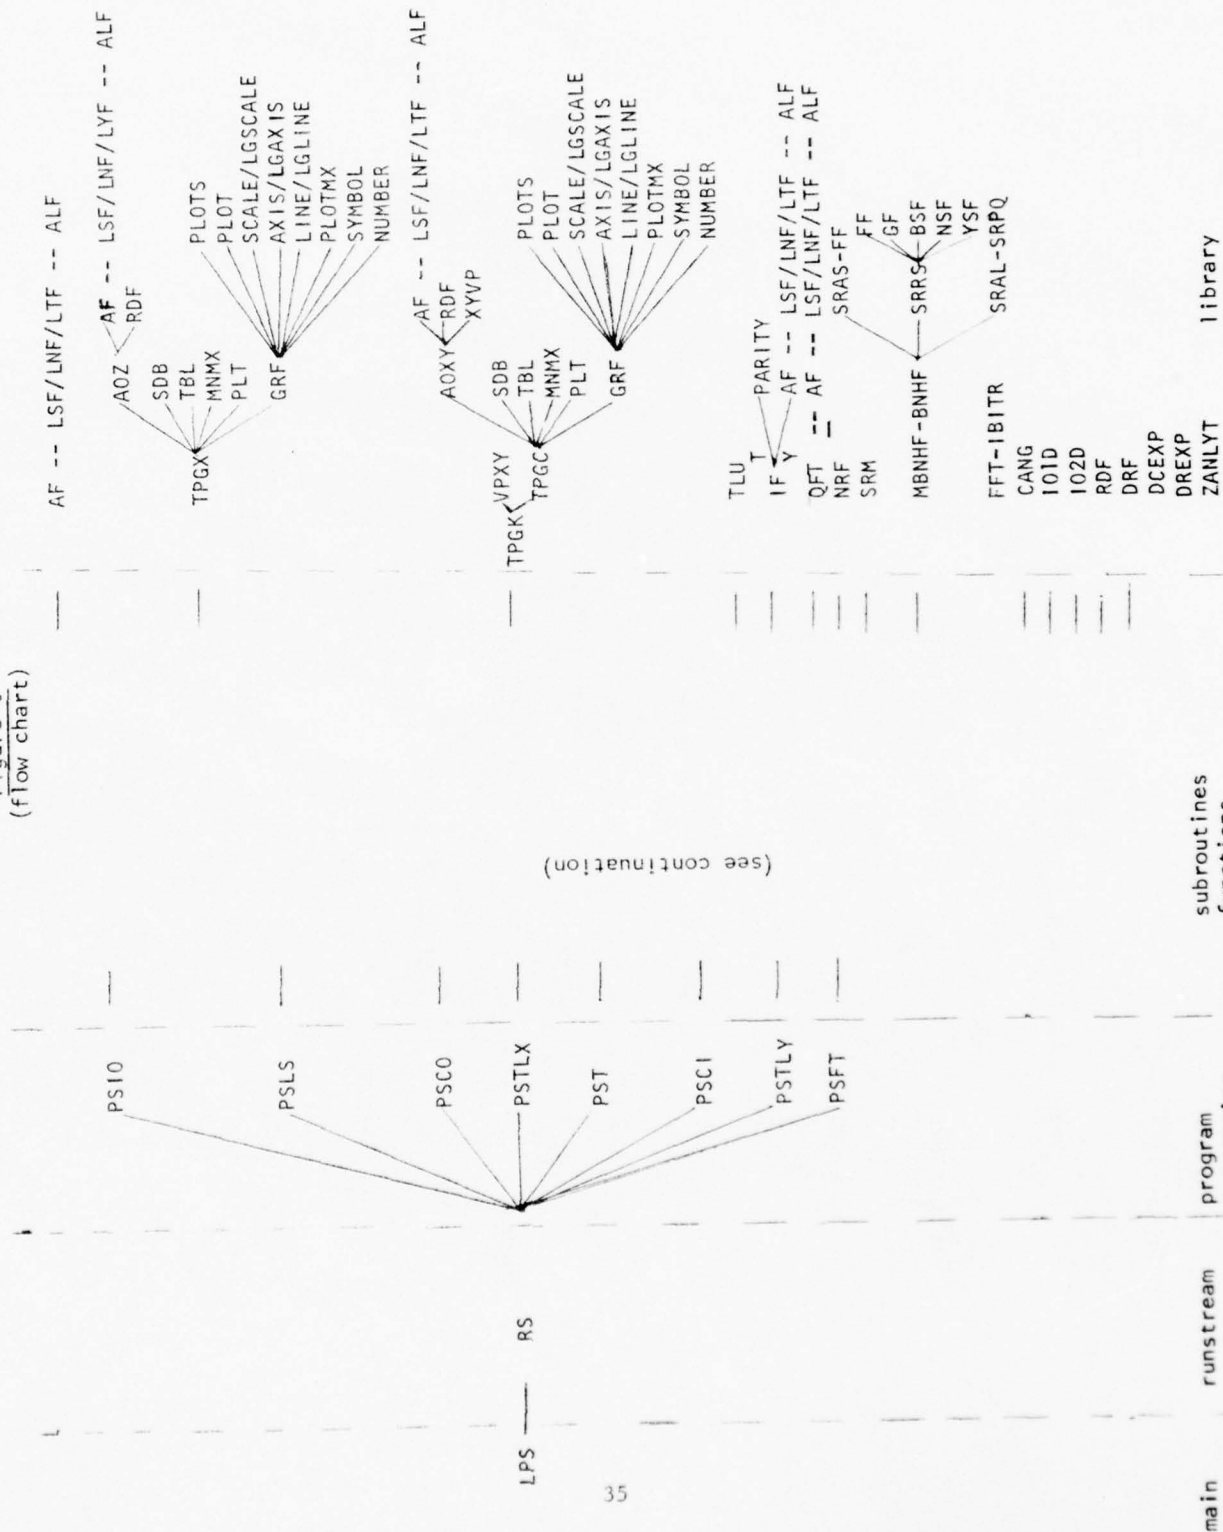 (flow chart)
AF -- LSF/LNF/LTF -- ALF
AOZ
AF -- LSF/LNF/LYF -- ALF
RDF
SDB
TBL
MNMX
PLT
TPGX
GRF
PLOTS
PLOT
SCALE/LGSCALE
AXIS/LGAXIS
LINE/LGLINE
PLOTMX
SYMBOL
NUMBER
AOXY
AF -- LSF/LNF/LTF -- ALF
RDF
XYVP
TPGK
VPXY
TPGC
SDB
TBL
MNMX
PLT
GRF
PLOTS
PLOT
SCALE/LGSCALE
AXIS/LGAXIS
LINE/LGLINE
PLOTMX
SYMBOL
NUMBER
TLU
IF
T
Y
PARITY
AF -- LSF/LNF/LTF -- ALF
QFT -- AF -- LSF/LNF/LTF -- ALF
NRF
SRM
MBNHF-BNHF
SRAS-FF
SRRS
FF
GF
BSF
NSF
YSF
SRAL-SRPQ
FFT-IBITR
CANG
IO1D
IO2D
RDF
DRF
DCEXP
DREXP
ZANLYT
library
(see continuation)
subroutines
PSIO
PSLS
PSCO
PSTLX
PST
PSCI
PSTLY
PSFT
program
RS
runstream
LPS
main
35